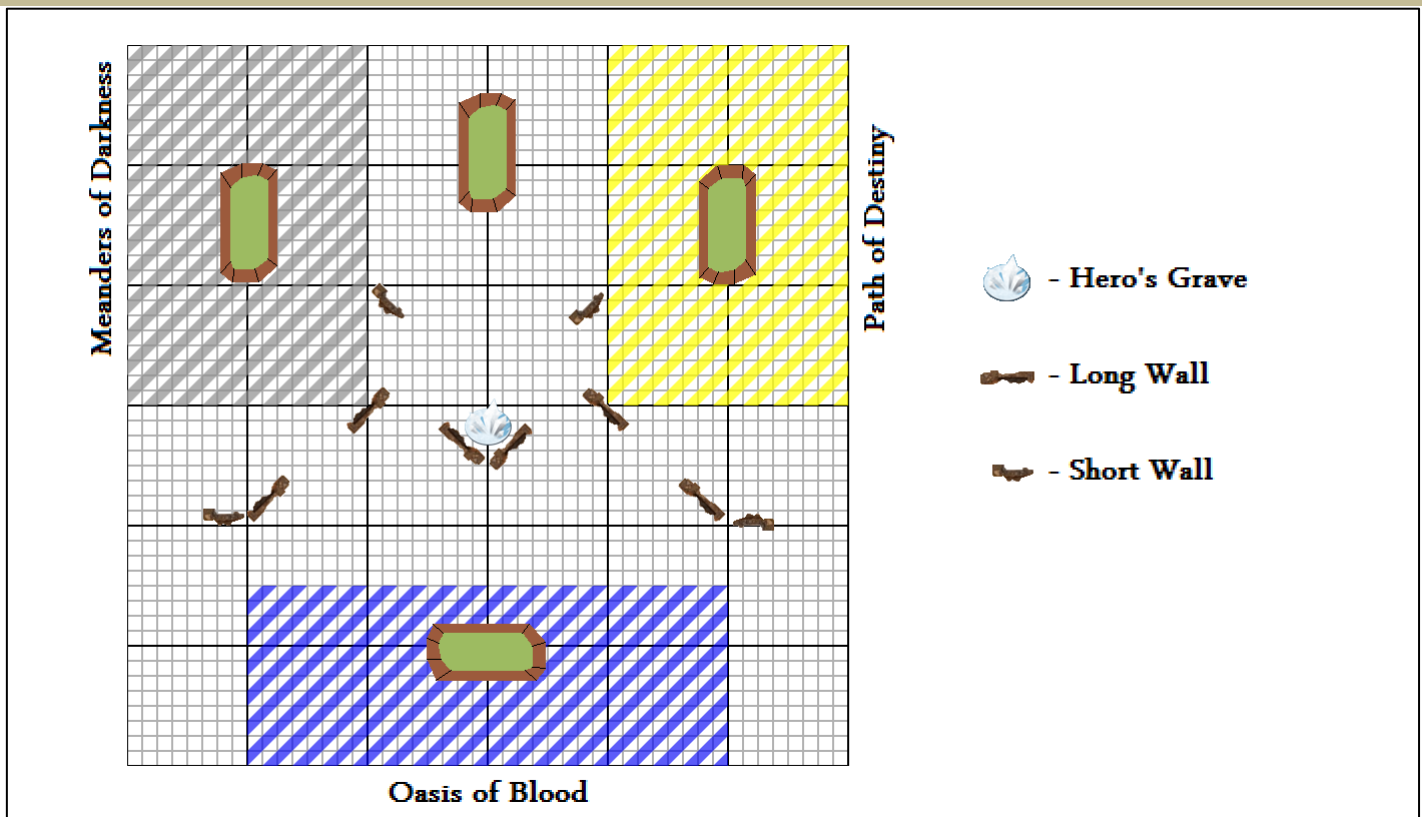 Meanders of Darkness
Path of Destiny
- Hero's Grave
- Long Wall
- Short Wall
Oasis of Blood